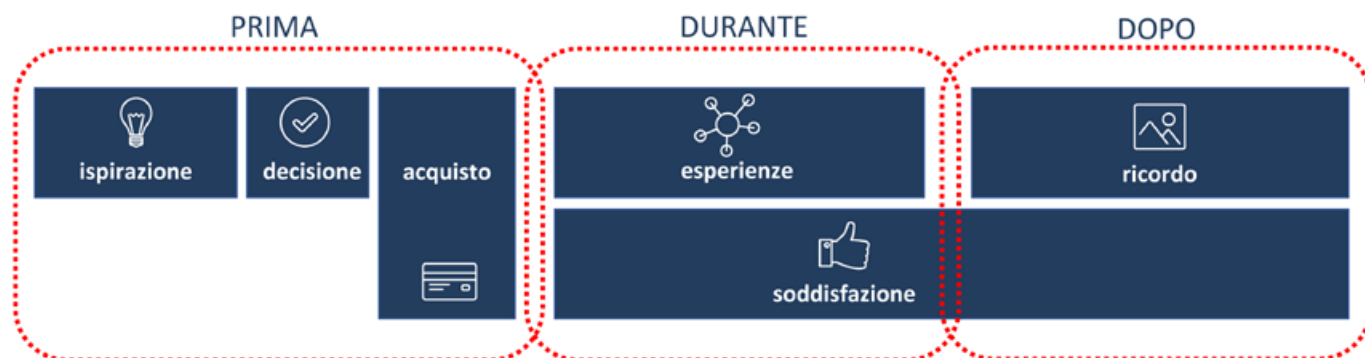 PRIMA
DURANTE
DOPO
ispirazione
decisione
acquisto
esperienze
ricordo
soddisfazione